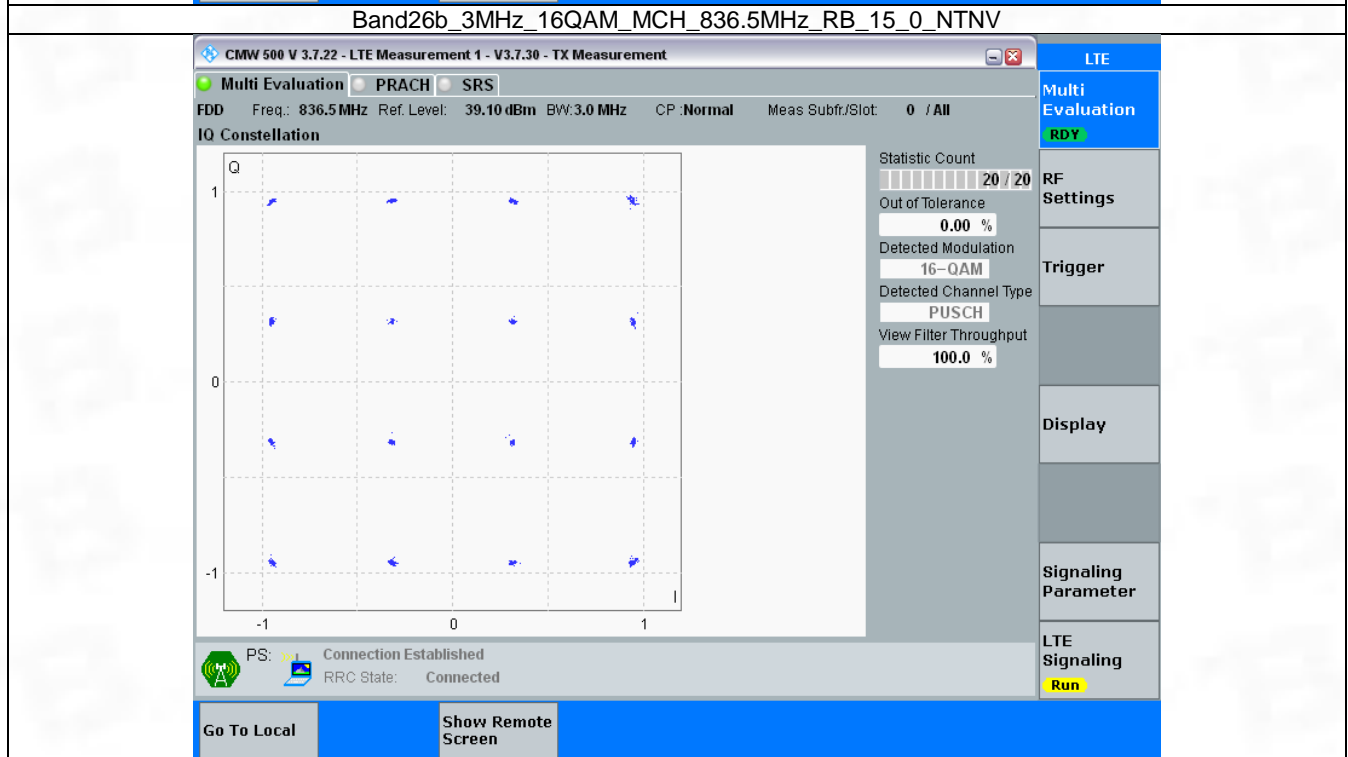 Band26b_3MHz_16QAM_MCH_836.5MHz_RB_15_0_NTNV
CMW 500 V 3.7.22 - LTE Measurement 1 - V3.7.30 - TX Measurement
LTE
Multi Evaluation PRACH SRS
Multi
Evaluation
RDY
FDD Freq.: 836.5 MHz Ref. Level: 39.10 dBm BW: 3.0 MHz CP :Normal Meas Subfr./Slot: 0 / All
IQ Constellation
Q
1
0
-1
I
-1 0 1
Statistic Count
20 / 20
Out of Tolerance
0.00 %
Detected Modulation
16-QAM
Detected Channel Type
PUSCH
View Filter Throughput
100.0 %
RF
Settings
Trigger
Display
Signaling
Parameter
LTE
Signaling
Run
PS: Connection Established
RRC State: Connected
Go To Local
Show Remote
Screen